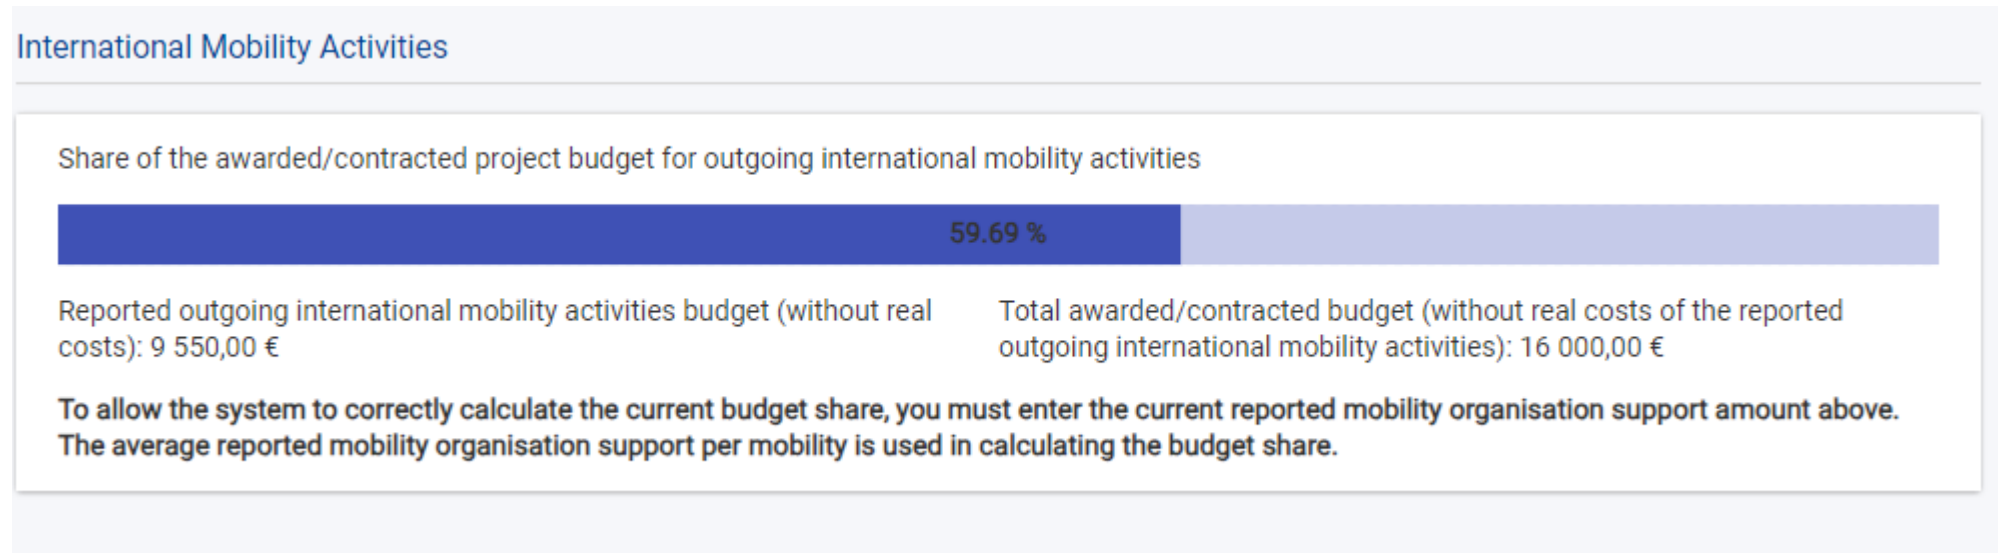 International Mobility Activities
Share of the awarded/contracted project budget for outgoing international mobility activities
59.69 %
Reported outgoing international mobility activities budget (without real
costs): 9 550,00 €
Total awarded/contracted budget (without real costs of the reported
outgoing international mobility activities): 16 000,00 €
To allow the system to correctly calculate the current budget share, you must enter the current reported mobility organisation support amount above.
The average reported mobility organisation support per mobility is used in calculating the budget share.